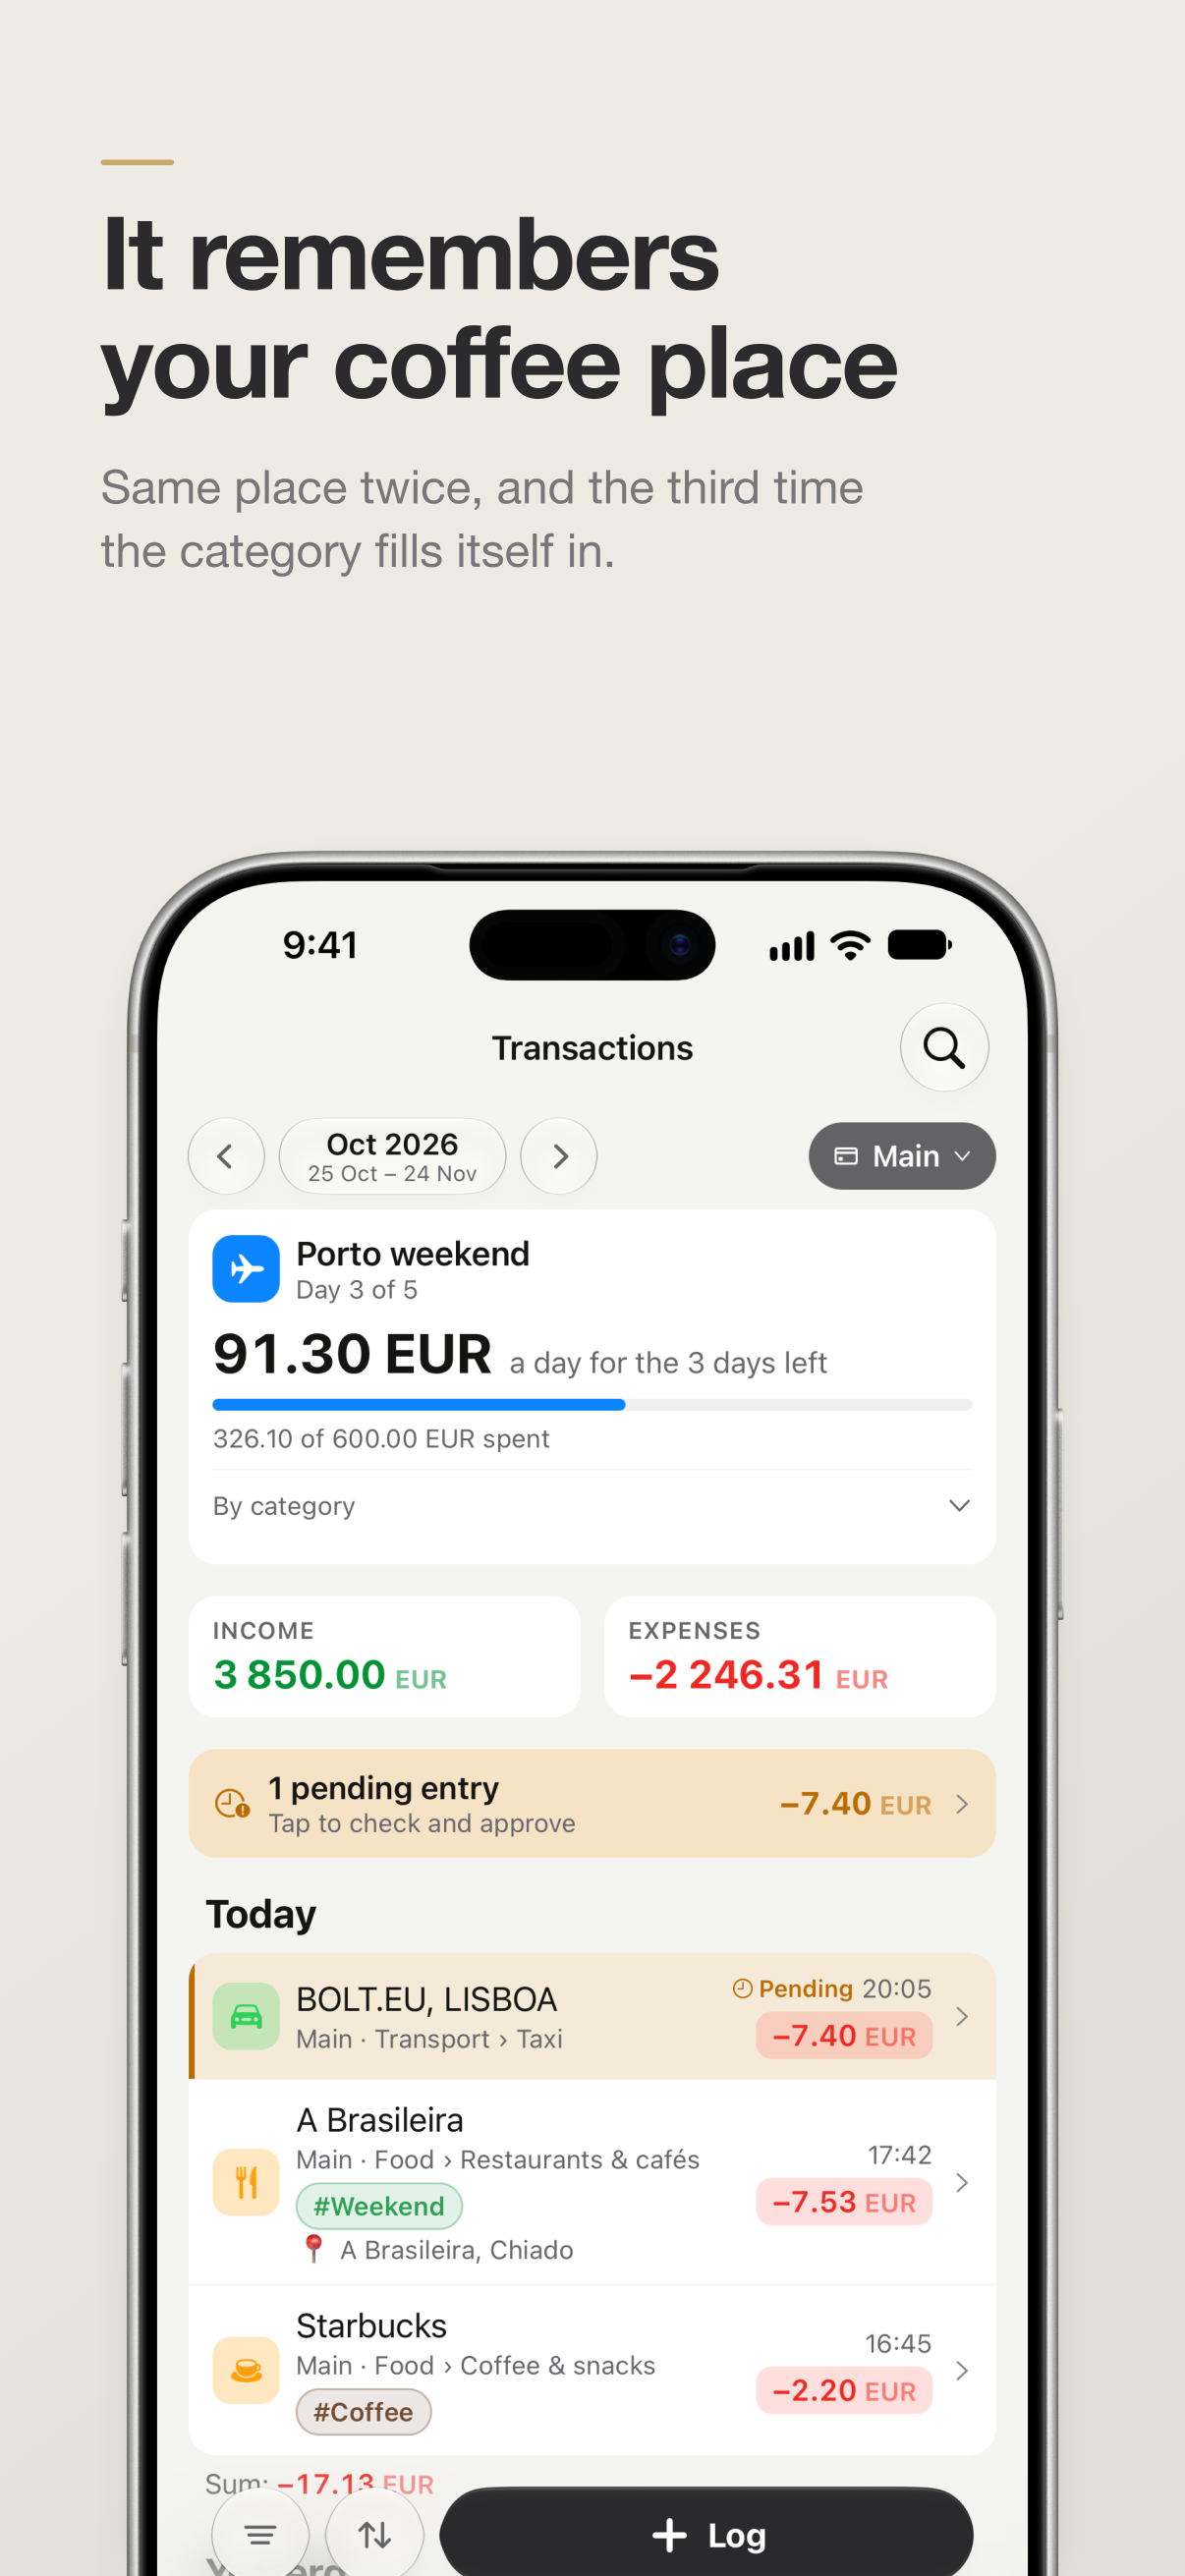 It remembers
your coffee place
Same place twice, and the third time
the category fills itself in.
9:41
Transactions
Oct 2026
25 Oct – 24 Nov
Main
Porto weekend
Day 3 of 5
91.30 EUR a day for the 3 days left
326.10 of 600.00 EUR spent
By category
INCOME
3 850.00 EUR
EXPENSES
−2 246.31 EUR
1 pending entry
Tap to check and approve
−7.40 EUR
Today
BOLT.EU, LISBOA
Main · Transport › Taxi
Pending 20:05
−7.40 EUR
A Brasileira
Main · Food › Restaurants & cafés
#Weekend
A Brasileira, Chiado
17:42
−7.53 EUR
Starbucks
Main · Food › Coffee & snacks
#Coffee
16:45
−2.20 EUR
Sum: −17.13 EUR
Log